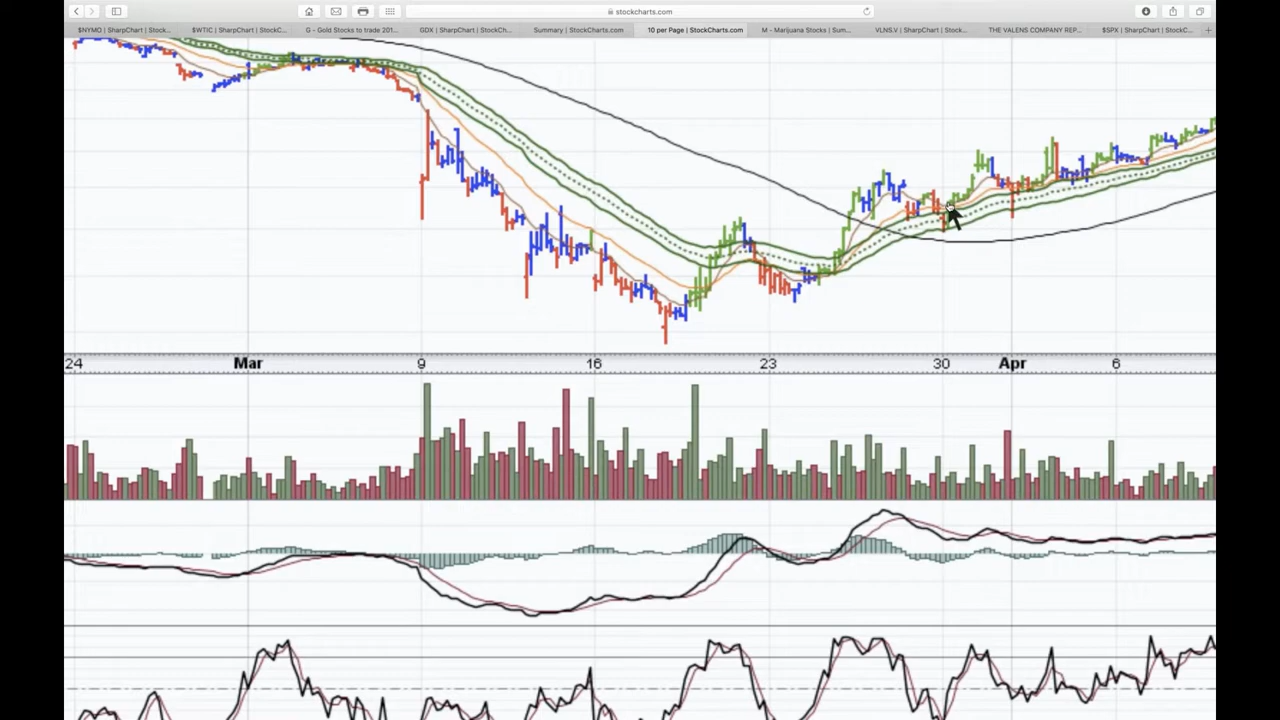 stockcharts.com
$NYMO | SharpChart | Stock... $WTIC | SharpChart | StockC... G - Gold Stocks to trade 201... GDX | SharpChart | StockCh... Summary | StockCharts.com 10 per Page | StockCharts.com M - Marijuana Stocks | Sum... VLNS.V | SharpChart | Stock... THE VALENS COMPANY REP... $SPX | SharpChart | StockC...
24 Mar 9 16 23 30 Apr 6